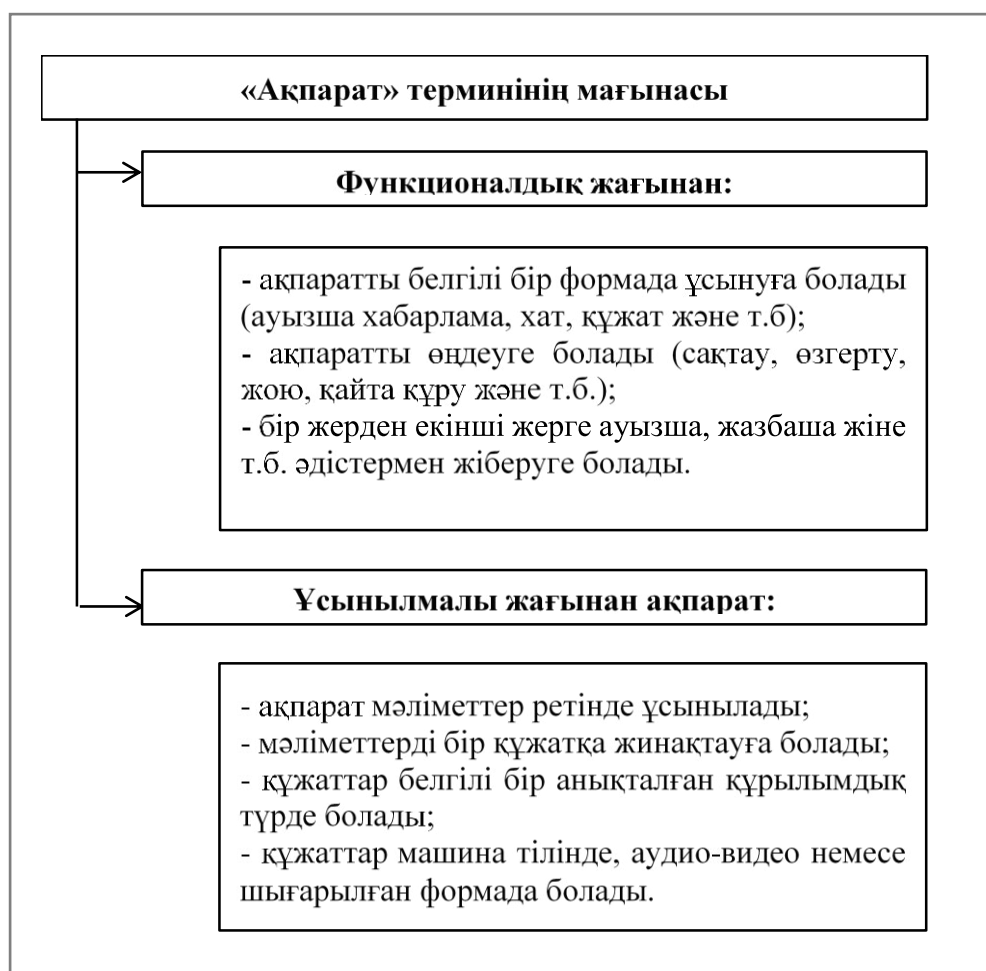 «Ақпарат» терминінің мағынасы
Функционалдық жағынан:
- ақпаратты белгілі бір формада ұсынуға болады
(ауызша хабарлама, хат, құжат және т.б);
- ақпаратты өңдеуге болады (сақтау, өзгерту,
жою, қайта құру және т.б.);
- бір жерден екінші жерге ауызша, жазбаша жіне
т.б. әдістермен жіберуге болады.
Ұсынылмалы жағынан ақпарат:
- ақпарат мәліметтер ретінде ұсынылады;
- мәліметтерді бір құжатқа жинақтауға болады;
- құжаттар белгілі бір анықталған құрылымдық
түрде болады;
- құжаттар машина тілінде, аудио-видео немесе
шығарылған формада болады.